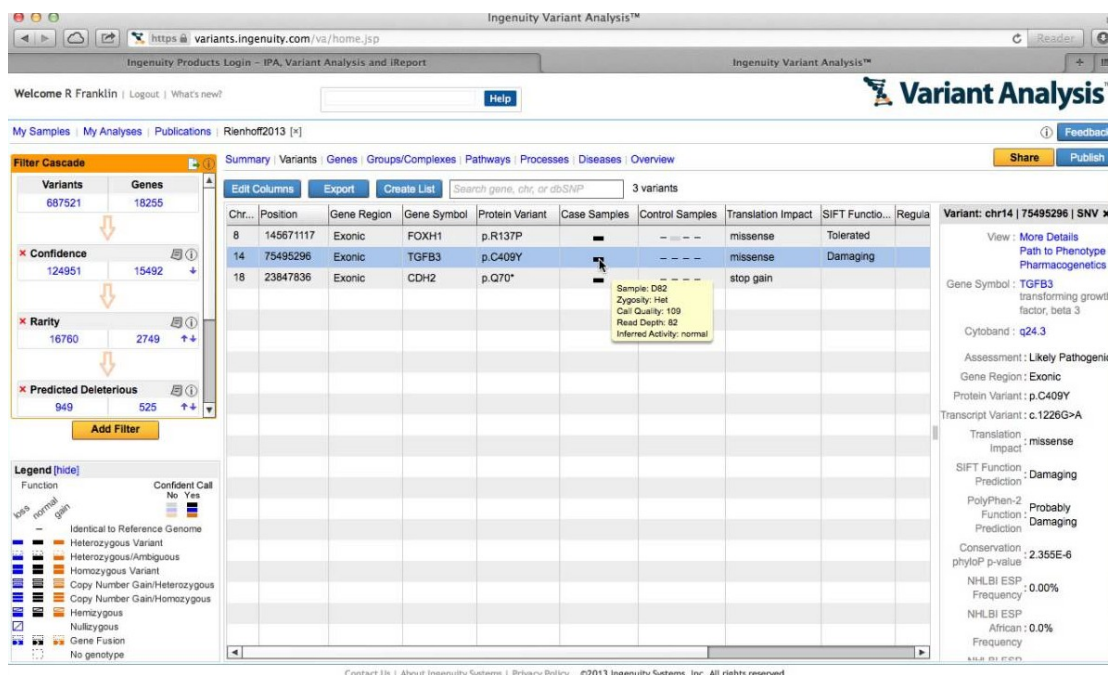 Ingenuity Variant Analysis™
https variants.ingenuity.com/va/home.jsp
Reader
Ingenuity Products Login – IPA, Variant Analysis and iReport
Ingenuity Variant Analysis™
Welcome R Franklin | Logout | What's new?
Help
Variant Analysis
My Samples | My Analyses | Publications | Rienhoff2013 [×]
Feedback
Filter Cascade
Summary | Variants | Genes | Groups/Complexes | Pathways | Processes | Diseases | Overview
Share
Publish
Edit Columns
Export
Create List
Search gene, chr, or dbSNP
3 variants
Variants Genes
687521 18255
Confidence
124951 15492
Rarity
16760 2749
Predicted Deleterious
949 525
Add Filter
Chr... Position Gene Region Gene Symbol Protein Variant Case Samples Control Samples Translation Impact SIFT Functio... Regula
8 145671117 Exonic FOXH1 p.R137P missense Tolerated
14 75495296 Exonic TGFB3 p.C409Y missense Damaging
18 23847836 Exonic CDH2 p.Q70* stop gain
Sample: D82
Zygosity: Het
Call Quality: 109
Read Depth: 82
Inferred Activity: normal
Variant: chr14 | 75495296 | SNV ×
View : More Details
Path to Phenotype
Pharmacogenetics
Gene Symbol : TGFB3
transforming growth
factor, beta 3
Cytoband : q24.3
Assessment : Likely Pathogenic
Gene Region : Exonic
Protein Variant : p.C409Y
Transcript Variant : c.1226G>A
Translation
Impact : missense
SIFT Function
Prediction : Damaging
PolyPhen-2
Function : Probably
Prediction Damaging
Conservation
phyloP p-value : 2.355E-6
NHLBI ESP
Frequency : 0.00%
NHLBI ESP
African : 0.0%
Frequency
Legend [hide]
Function Confident Call
No Yes
loss normal gain
Identical to Reference Genome
Heterozygous Variant
Heterozygous/Ambiguous
Homozygous Variant
Copy Number Gain/Heterozygous
Copy Number Gain/Homozygous
Hemizygous
Nullizygous
Gene Fusion
No genotype
Contact Us | About Ingenuity Systems | Privacy Policy ©2013 Ingenuity Systems, Inc. All rights reserved.